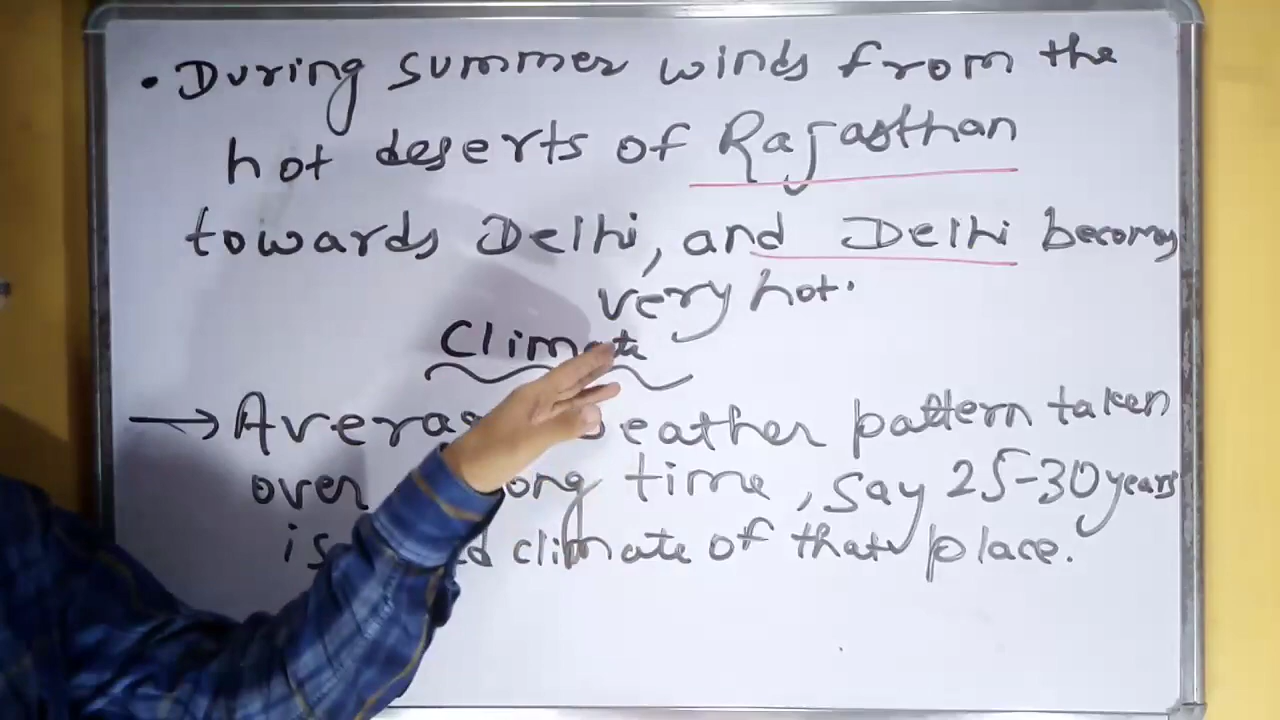 • During summer winds from the
hot deserts of Rajasthan
towards Delhi, and Delhi becomes
very hot.
Climate
→ Average weather pattern taken
over long time, say 25-30 years
is climate of that place.